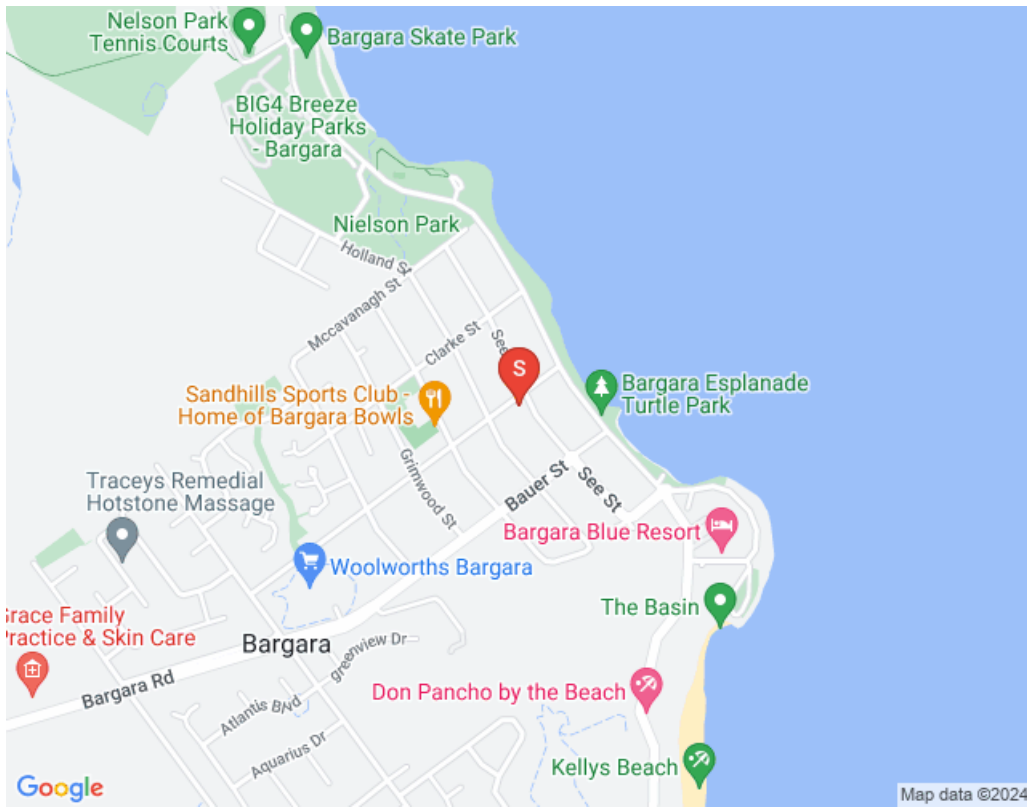 Nelson Park
Tennis Courts
Bargara Skate Park
BIG4 Breeze
Holiday Parks
- Bargara
Nielson Park
Holland St
Mccavanagh St
Clarke St
See
S
Sandhills Sports Club -
Home of Bargara Bowls
Bargara Esplanade
Turtle Park
Grimwood St
Bauer St
See St
Traceys Remedial
Hotstone Massage
Bargara Blue Resort
Woolworths Bargara
The Basin
Grace Family
Practice & Skin Care
Bargara
greenview Dr
Bargara Rd
Atlantis Blvd
Don Pancho by the Beach
Aquarius Dr
Kellys Beach
Google
Map data ©2024